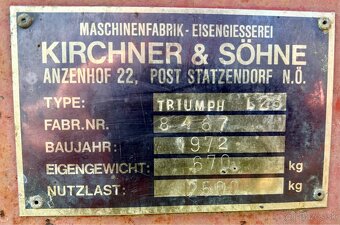 MASCHINENFABRIK - EISENGIESSEREI
KIRCHNER & SÖHNE
ANZENHOF 22, POST STATZENDORF N.Ö.
TYPE: TRIUMPH
FABR.NR. 8467
BAUJAHR: 1972
EIGENGEWICHT: 670 kg
NUTZLAST: 2500 kg